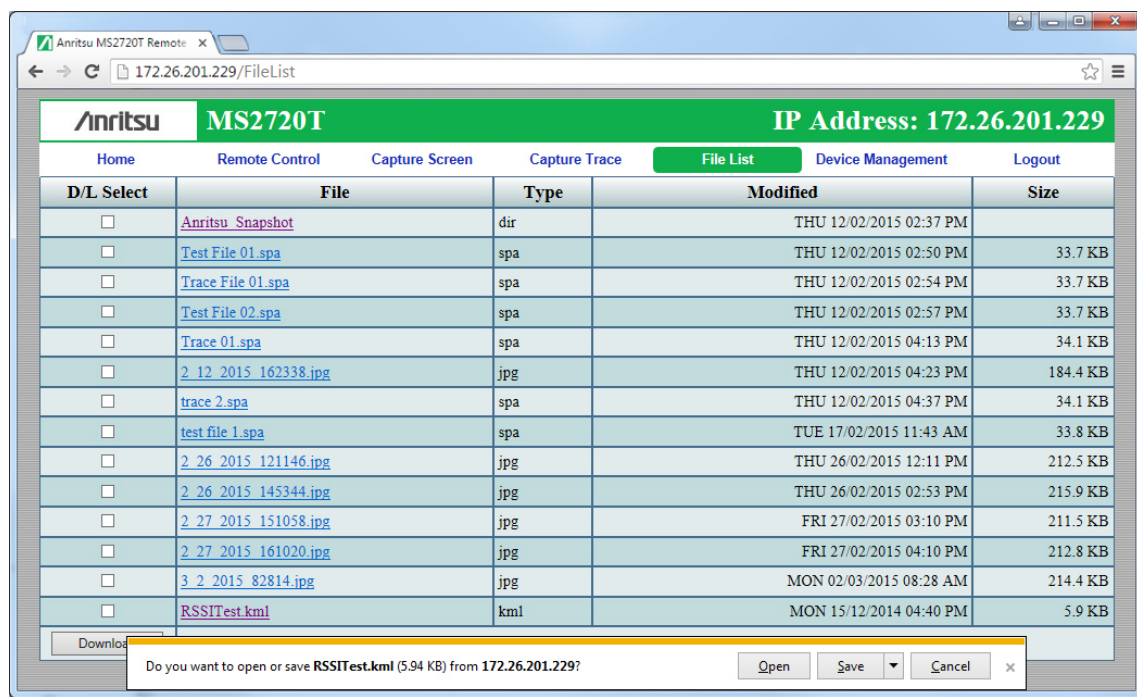 Anritsu MS2720T Remote
172.26.201.229/FileList
Anritsu MS2720T IP Address: 172.26.201.229
Home Remote Control Capture Screen Capture Trace File List Device Management Logout
D/L Select File Type Modified Size
Anritsu_Snapshot dir THU 12/02/2015 02:37 PM
Test File 01.spa spa THU 12/02/2015 02:50 PM 33.7 KB
Trace File 01.spa spa THU 12/02/2015 02:54 PM 33.7 KB
Test File 02.spa spa THU 12/02/2015 02:57 PM 33.7 KB
Trace 01.spa spa THU 12/02/2015 04:13 PM 34.1 KB
2_12_2015_162338.jpg jpg THU 12/02/2015 04:23 PM 184.4 KB
trace 2.spa spa THU 12/02/2015 04:37 PM 34.1 KB
test file 1.spa spa TUE 17/02/2015 11:43 AM 33.8 KB
2_26_2015_121146.jpg jpg THU 26/02/2015 12:11 PM 212.5 KB
2_26_2015_145344.jpg jpg THU 26/02/2015 02:53 PM 215.9 KB
2_27_2015_151058.jpg jpg FRI 27/02/2015 03:10 PM 211.5 KB
2_27_2015_161020.jpg jpg FRI 27/02/2015 04:10 PM 212.8 KB
3_2_2015_82814.jpg jpg MON 02/03/2015 08:28 AM 214.4 KB
RSSITest.kml kml MON 15/12/2014 04:40 PM 5.9 KB
Do you want to open or save RSSITest.kml (5.94 KB) from 172.26.201.229? Open Save Cancel